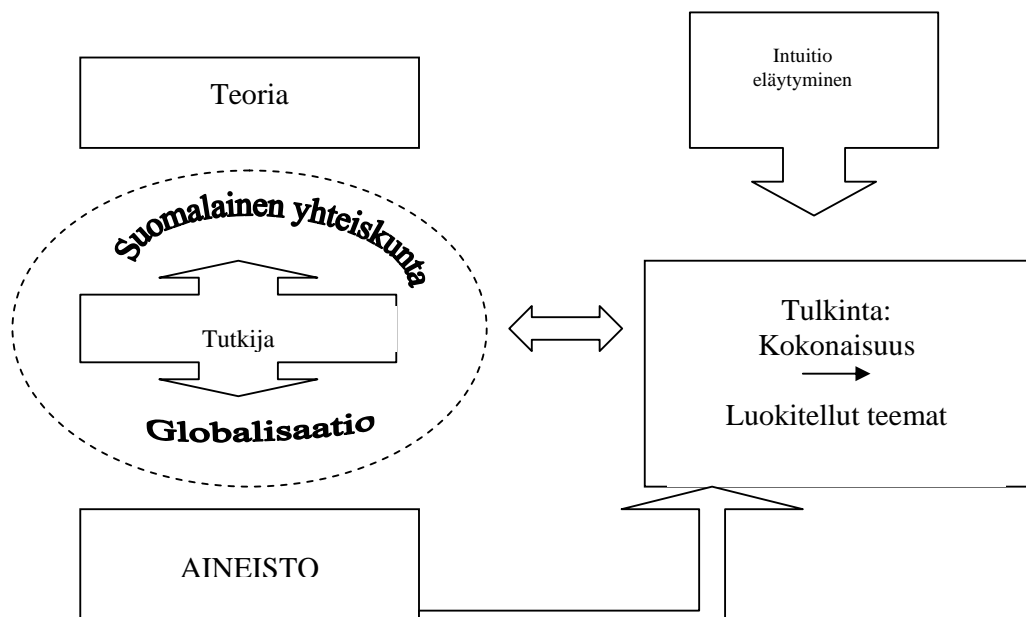 Teoria
Suomalainen yhteiskunta
Tutkija
Globalisaatio
AINEISTO
Intuitio
eläytyminen
Tulkinta:
Kokonaisuus
Luokitellut teemat